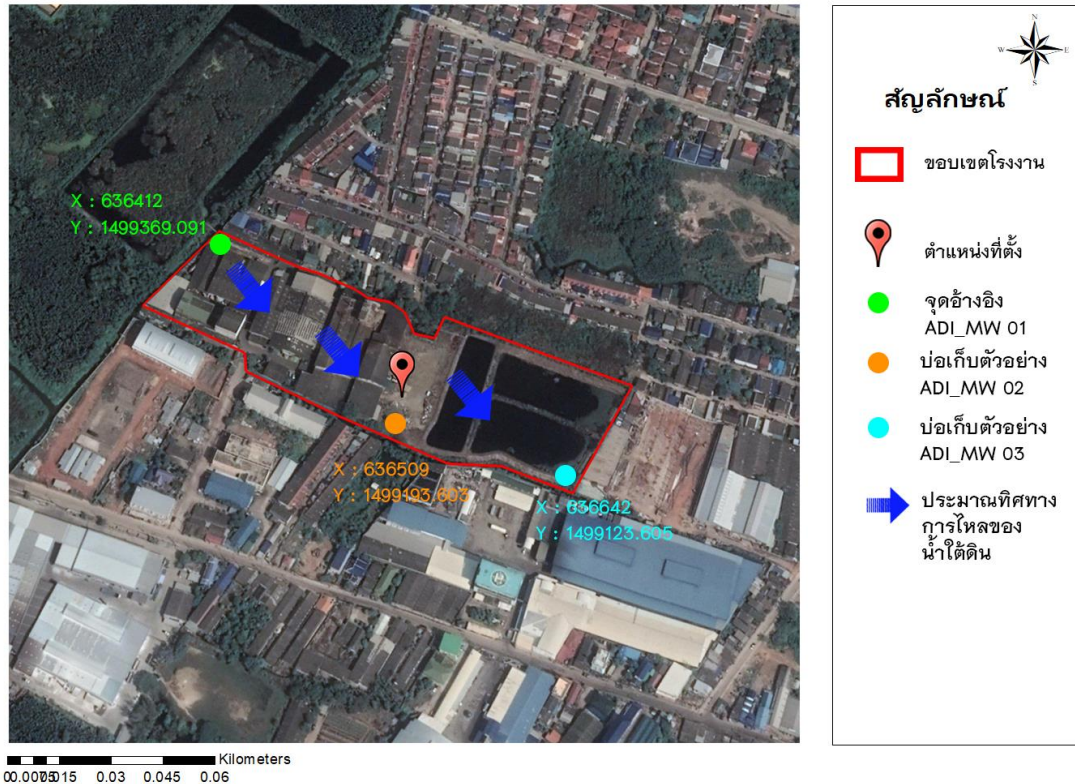 X : 636412
Y : 1499369.091
X : 636509
Y : 1499193.603
X : 636642
Y : 1499123.605
0 0.0075 0.015 0.03 0.045 0.06
Kilometers
N
W E
S
สัญลักษณ์
ขอบเขตโรงงาน
ตำแหน่งที่ตั้ง
จุดอ้างอิง
ADI_MW 01
บ่อเก็บตัวอย่าง
ADI_MW 02
บ่อเก็บตัวอย่าง
ADI_MW 03
ประมาณทิศทาง
การไหลของ
น้ำใต้ดิน